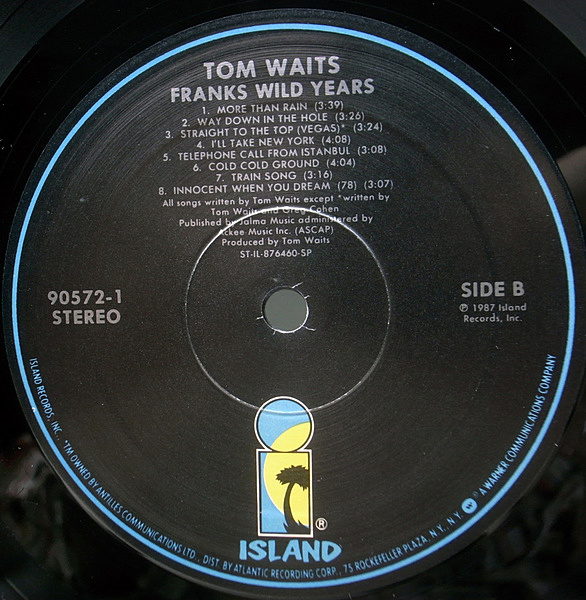 TOM WAITS
FRANKS WILD YEARS
1. MORE THAN RAIN (3:39)
2. WAY DOWN IN THE HOLE (3:26)
3. STRAIGHT TO THE TOP (VEGAS)* (3:24)
4. I'LL TAKE NEW YORK (4:08)
5. TELEPHONE CALL FROM ISTANBUL (3:08)
6. COLD COLD GROUND (4:04)
7. TRAIN SONG (3:16)
8. INNOCENT WHEN YOU DREAM (78) (3:07)
All songs written by Tom Waits except *written by
Tom Waits and Greg Cohen
Published by Jalma Music administered by
Ackee Music Inc. (ASCAP)
Produced by Tom Waits
ST-IL-876460-SP
90572-1
STEREO
SIDE B
℗ 1987 Island
Records, Inc.
ISLAND
®
ISLAND RECORDS, INC. *TM OWNED BY ANTILLES COMMUNICATIONS LTD. . DIST. BY ATLANTIC RECORDING CORP., 75 ROCKEFELLER PLAZA, N.Y., N.Y. ® A WARNER COMMUNICATIONS COMPANY